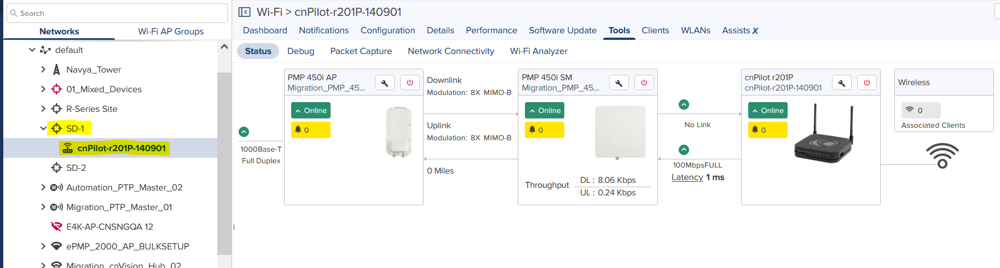 Search
Networks
Wi-Fi AP Groups
default
Navya_Tower
01_Mixed_Devices
R-Series Site
SD-1
cnPilot-r201P-140901
SD-2
Automation_PTP_Master_02
Migration_PTP_Master_01
E4K-AP-CNSNGQA 12
ePMP_2000_AP_BULKSETUP
Migration_cnVision_Hub_02
Wi-Fi > cnPilot-r201P-140901
Dashboard Notifications Configuration Details Performance Software Update Tools Clients WLANs Assists X
Status Debug Packet Capture Network Connectivity Wi-Fi Analyzer
1000Base-T
Full Duplex
PMP 450i AP
Migration_PMP_45...
Online
0
Downlink
Modulation: 8X MIMO-B
Uplink
Modulation: 8X MIMO-B
0 Miles
PMP 450i SM
Migration_PMP_45...
Online
0
Throughput
DL : 8.06 Kbps
UL : 0.24 Kbps
No Link
100MbpsFULL
Latency 1 ms
cnPilot r201P
cnPilot-r201P-140901
Online
0
Wireless
0
Associated Clients